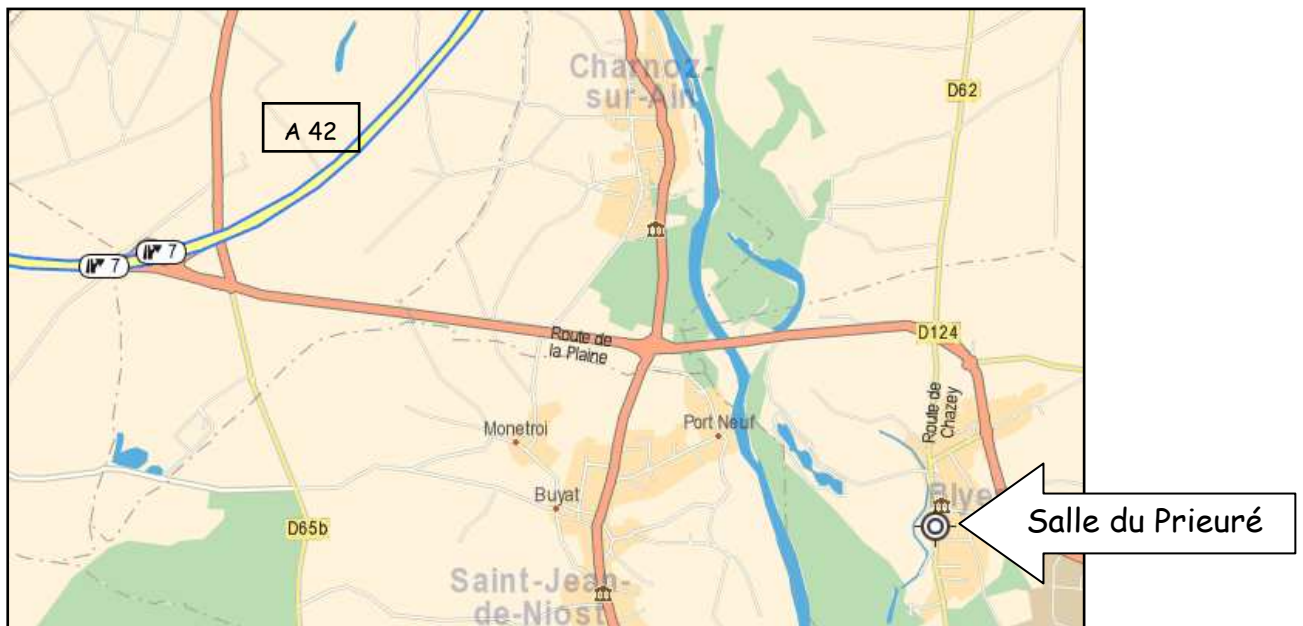 Charnoz-
sur-Ain
D62
A 42
7
7
Route de
la Plaine
D124
Route de
Chazey
Monetroi
Port Neuf
Buyat
D65b
Salle du Prieuré
Saint-Jean-
de-Niost